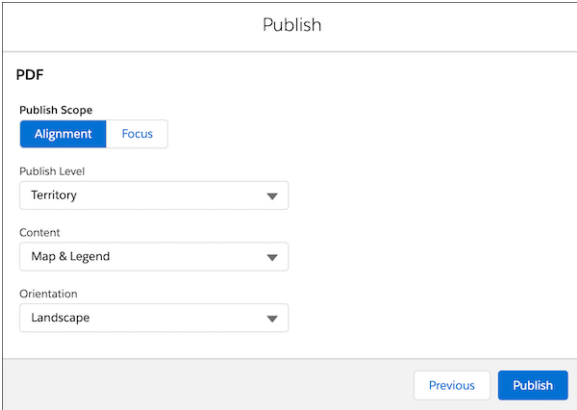 Publish
PDF
Publish Scope
Alignment Focus
Publish Level
Territory
Content
Map & Legend
Orientation
Landscape
Previous Publish